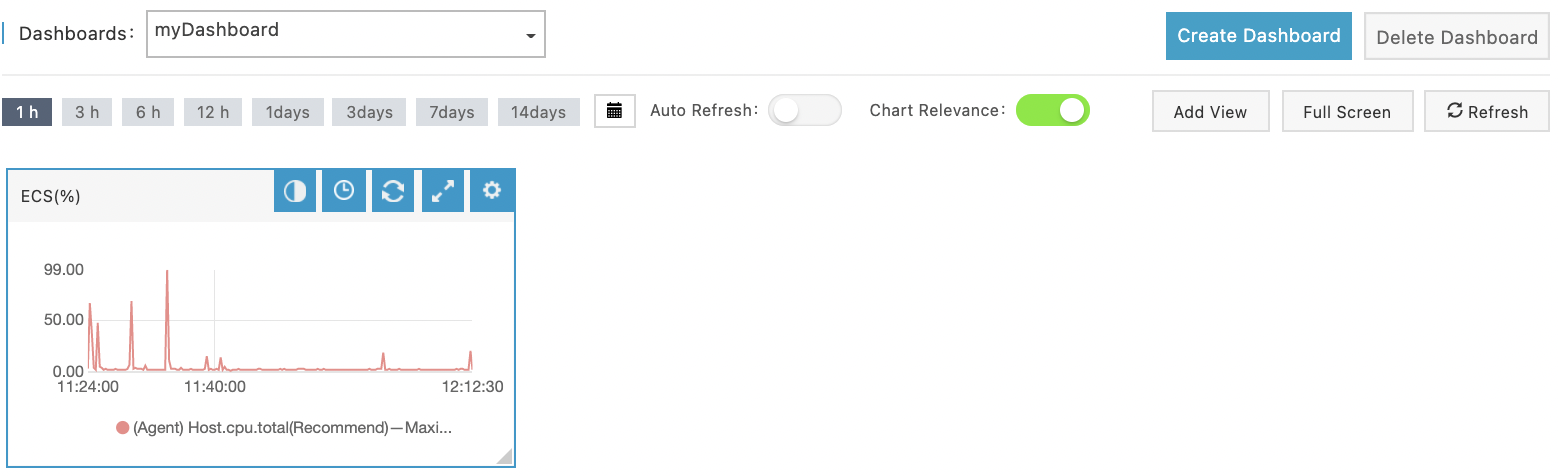 Dashboards: myDashboard Create Dashboard Delete Dashboard
1 h 3 h 6 h 12 h 1days 3days 7days 14days Auto Refresh: Chart Relevance: Add View Full Screen Refresh
ECS(%)
99.00
50.00
0.00
11:24:00 11:40:00 12:12:30
(Agent) Host.cpu.total(Recommend)—Maxi...